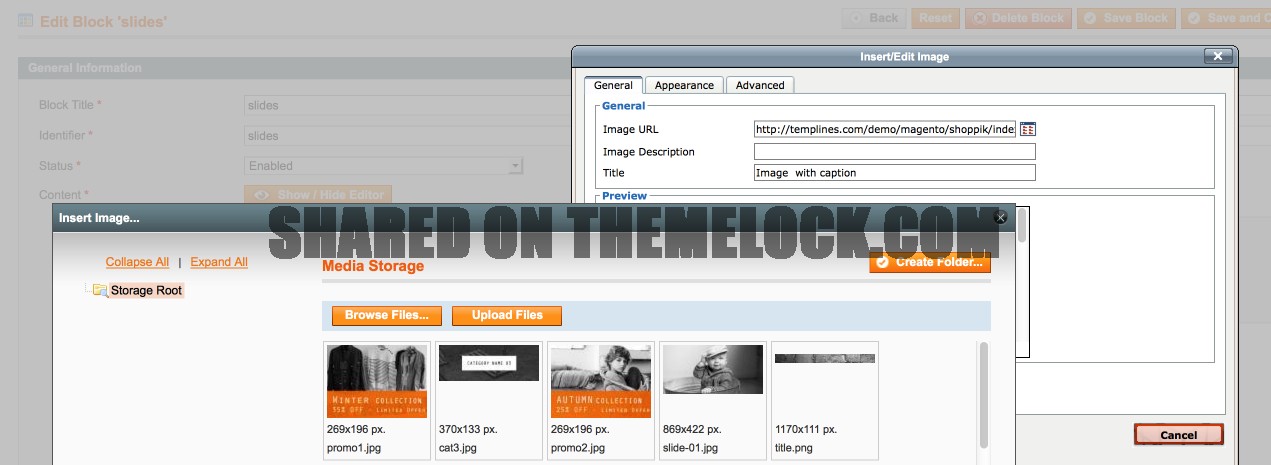 Edit Block 'slides'
Back Reset Delete Block Save Block Save and C
General Information
Block Title * slides
Identifier * slides
Status * Enabled
Content * Show / Hide Editor
Insert/Edit Image
General Appearance Advanced
General
Image URL http://templines.com/demo/magento/shoppik/inde
Image Description
Title Image with caption
Preview
Insert Image...
SHARED ON THEMELOCK.COM
Collapse All | Expand All
Storage Root
Media Storage
Create Folder...
Browse Files... Upload Files
WINTER COLLECTION
35% OFF - LIMITED OFFER
CATEGORY NAME 03
AUTUMN COLLECTION
25% OFF - LIMITED OFFER
269x196 px. 370x133 px. 269x196 px. 869x422 px. 1170x111 px.
promo1.jpg cat3.jpg promo2.jpg slide-01.jpg title.png
Cancel